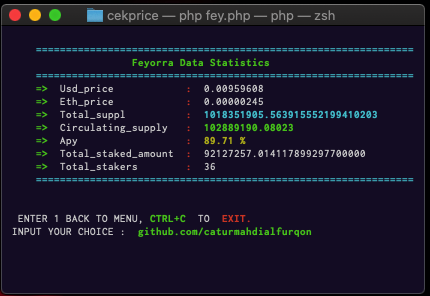 cekprice — php fey.php — php — zsh
================================================================
Feyorra Data Statistics
================================================================
=> Usd_price : 0.00959608
=> Eth_price : 0.00000245
=> Total_suppl : 1018351905.563915552199410203
=> Circulating_supply : 102889190.08023
=> Apy : 89.71 %
=> Total_staked_amount : 92127257.014117899297700000
=> Total_stakers : 36
================================================================
ENTER 1 BACK TO MENU, CTRL+C TO EXIT.
INPUT YOUR CHOICE : github.com/caturmahdialfurqon